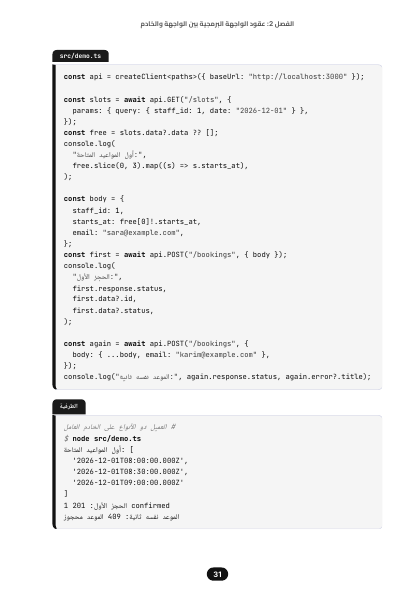 الفصل 2: عقود الواجهة البرمجية بين الواجهة والخادم
src/demo.ts
const api = createClient<paths>({ baseUrl: "http://localhost:3000" });
const slots = await api.GET("/slots", {
  params: { query: { staff_id: 1, date: "2026-12-01" } },
});
const free = slots.data?.data ?? [];
console.log(
  "أول المواعيد المتاحة:",
  free.slice(0, 3).map((s) => s.starts_at),
);
const body = {
  staff_id: 1,
  starts_at: free[0]!.starts_at,
  email: "sara@example.com",
};
const first = await api.POST("/bookings", { body });
console.log(
  "الحجز الأول:",
  first.response.status,
  first.data?.id,
  first.data?.status,
);
const again = await api.POST("/bookings", {
  body: { ...body, email: "karim@example.com" },
});
console.log("الموعد نفسه ثانية:", again.response.status, again.error?.title);
الطرفية
# العميل ذو الأنواع على الخادم العامل
$ node src/demo.ts
أول المواعيد المتاحة: [
  '2026-12-01T08:00:00.000Z',
  '2026-12-01T08:30:00.000Z',
  '2026-12-01T09:00:00.000Z'
]
الحجز الأول: 201 1 confirmed
الموعد نفسه ثانية: 409 الموعد محجوز
31